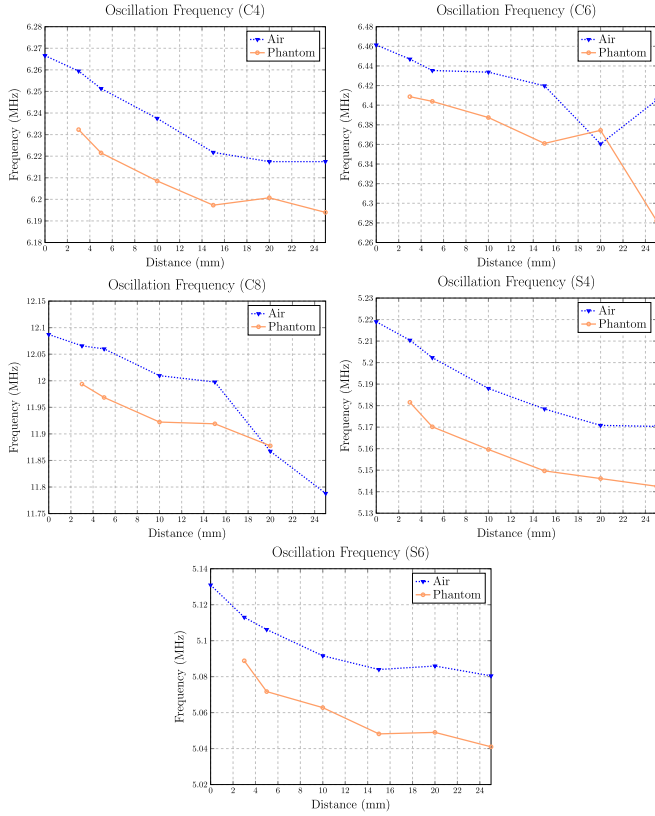 Oscillation Frequency (C4)
Air
Phantom
6.28
6.27
6.26
6.25
6.24
6.23
6.22
6.21
6.2
6.19
6.18
Frequency (MHz)
0 2 4 6 8 10 12 14 16 18 20 22 24
Distance (mm)
Oscillation Frequency (C6)
Air
Phantom
6.48
6.46
6.44
6.42
6.4
6.38
6.36
6.34
6.32
6.3
6.28
6.26
Frequency (MHz)
0 2 4 6 8 10 12 14 16 18 20 22 24
Distance (mm)
Oscillation Frequency (C8)
Air
Phantom
12.15
12.1
12.05
12
11.95
11.9
11.85
11.8
11.75
Frequency (MHz)
0 2 4 6 8 10 12 14 16 18 20 22 24
Distance (mm)
Oscillation Frequency (S4)
Air
Phantom
5.23
5.22
5.21
5.2
5.19
5.18
5.17
5.16
5.15
5.14
5.13
Frequency (MHz)
0 2 4 6 8 10 12 14 16 18 20 22 24
Distance (mm)
Oscillation Frequency (S6)
Air
Phantom
5.14
5.12
5.1
5.08
5.06
5.04
5.02
Frequency (MHz)
0 2 4 6 8 10 12 14 16 18 20 22 24
Distance (mm)